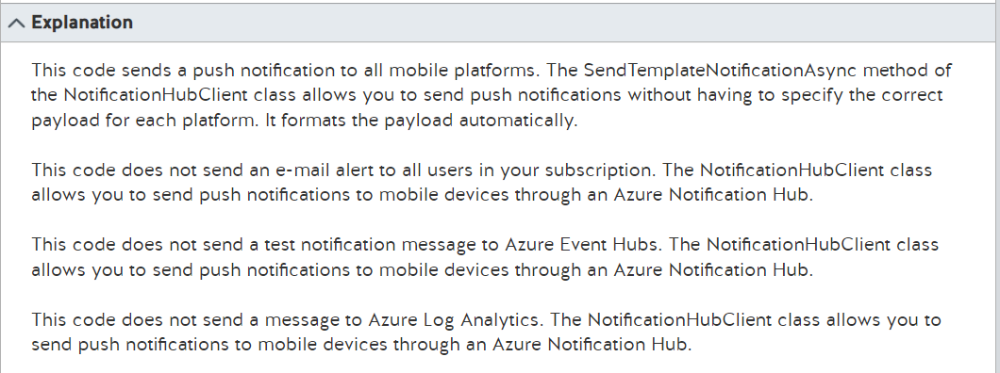 Explanation
This code sends a push notification to all mobile platforms. The SendTemplateNotificationAsync method of
the NotificationHubClient class allows you to send push notifications without having to specify the correct
payload for each platform. It formats the payload automatically.
This code does not send an e-mail alert to all users in your subscription. The NotificationHubClient class
allows you to send push notifications to mobile devices through an Azure Notification Hub.
This code does not send a test notification message to Azure Event Hubs. The NotificationHubClient class
allows you to send push notifications to mobile devices through an Azure Notification Hub.
This code does not send a message to Azure Log Analytics. The NotificationHubClient class allows you to
send push notifications to mobile devices through an Azure Notification Hub.